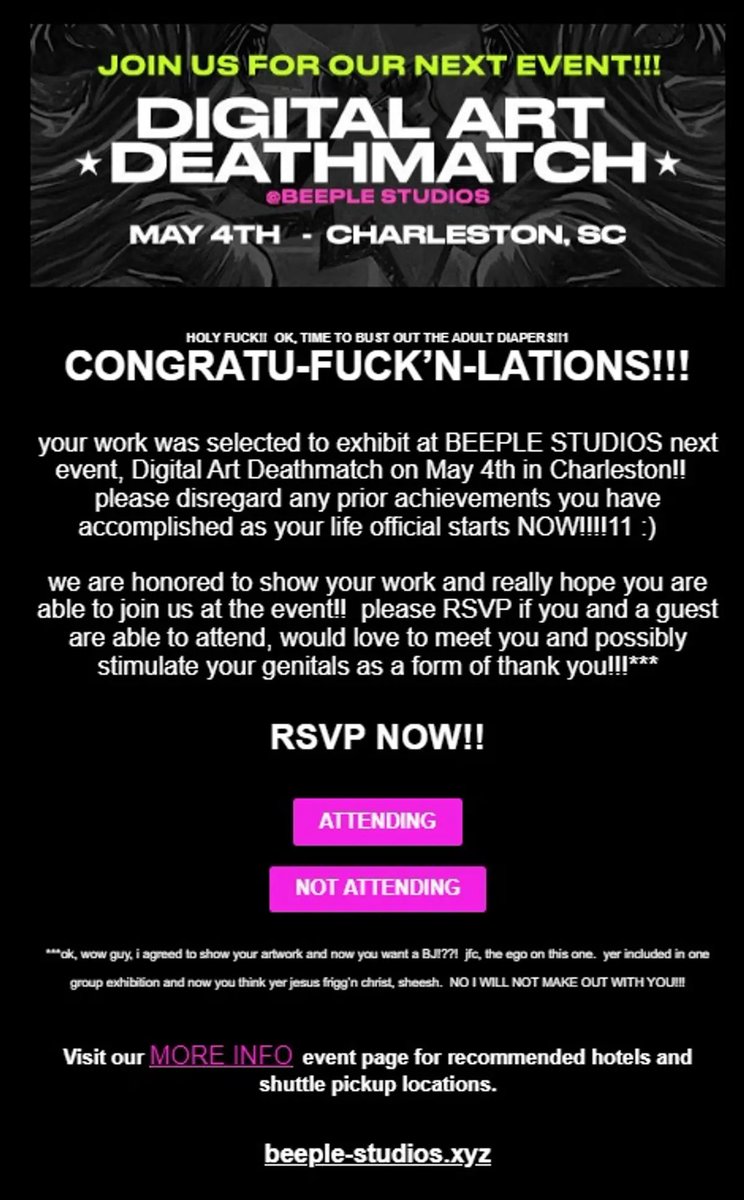 JOIN US FOR OUR NEXT EVENT!!!
DIGITAL ART
★DEATHMATCH★
@BEEPLE STUDIOS
MAY 4TH - CHARLESTON, SC
HOLY FUCK!! OK, TIME TO BUST OUT THE ADULT DIAPERS!!1
CONGRATU-FUCK'N-LATIONS!!!
your work was selected to exhibit at BEEPLE STUDIOS next
event, Digital Art Deathmatch on May 4th in Charleston!!
please disregard any prior achievements you have
accomplished as your life official starts NOW!!!!11 :)
we are honored to show your work and really hope you are
able to join us at the event!! please RSVP if you and a guest
are able to attend, would love to meet you and possibly
stimulate your genitals as a form of thank you!!!***
RSVP NOW!!
ATTENDING
NOT ATTENDING
***ok, wow guy, i agreed to show your artwork and now you want a BJ!??! jfc, the ego on this one. yer included in one
group exhibition and now you think yer jesus frigg'n christ, sheesh. NO I WILL NOT MAKE OUT WITH YOU!!!
Visit our MORE INFO event page for recommended hotels and
shuttle pickup locations.
beeple-studios.xyz